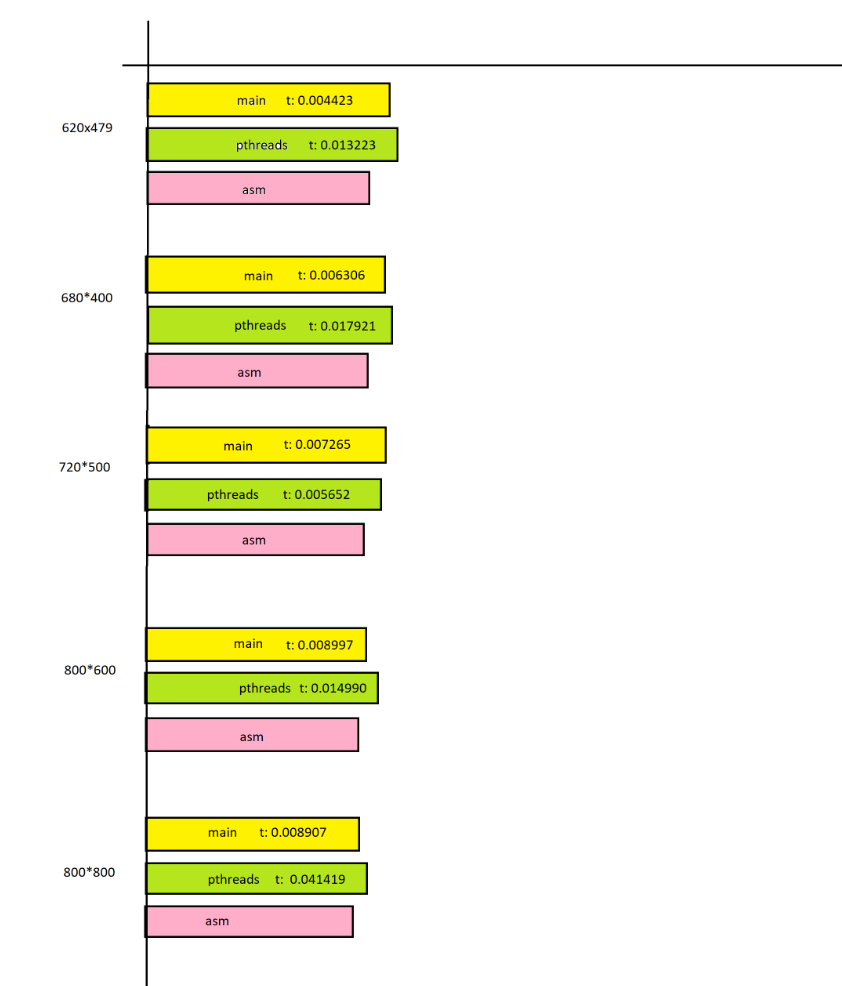 main t: 0.004423
620x479
pthreads t: 0.013223
asm
main t: 0.006306
680*400
pthreads t: 0.017921
asm
main t: 0.007265
720*500
pthreads t: 0.005652
asm
main t: 0.008997
800*600
pthreads t: 0.014990
asm
main t: 0.008907
800*800
pthreads t: 0.041419
asm